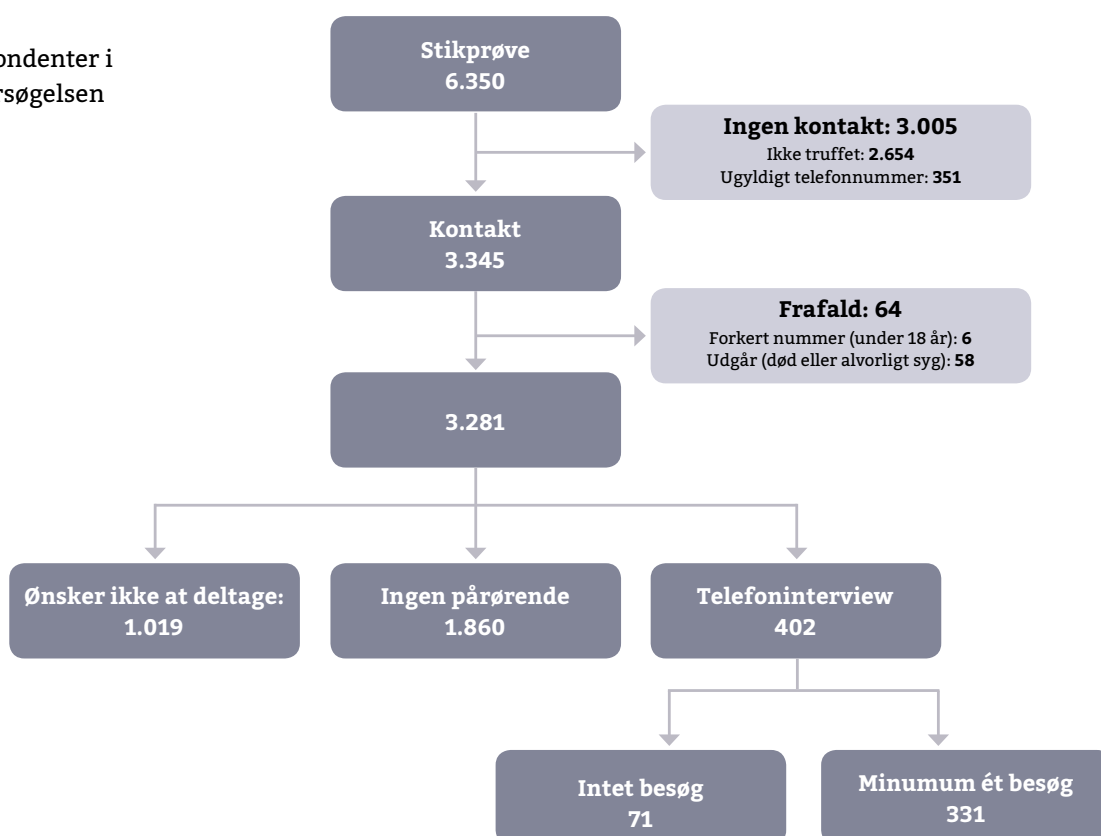 ondenter i
rsøgelsen
Stikprøve
6.350
Ingen kontakt: 3.005
Ikke truffet: 2.654
Ugyldigt telefonnummer: 351
Kontakt
3.345
Frafald: 64
Forkert nummer (under 18 år): 6
Udgår (død eller alvorligt syg): 58
3.281
Ønsker ikke at deltage:
1.019
Ingen pårørende
1.860
Telefoninterview
402
Intet besøg
71
Minumum ét besøg
331